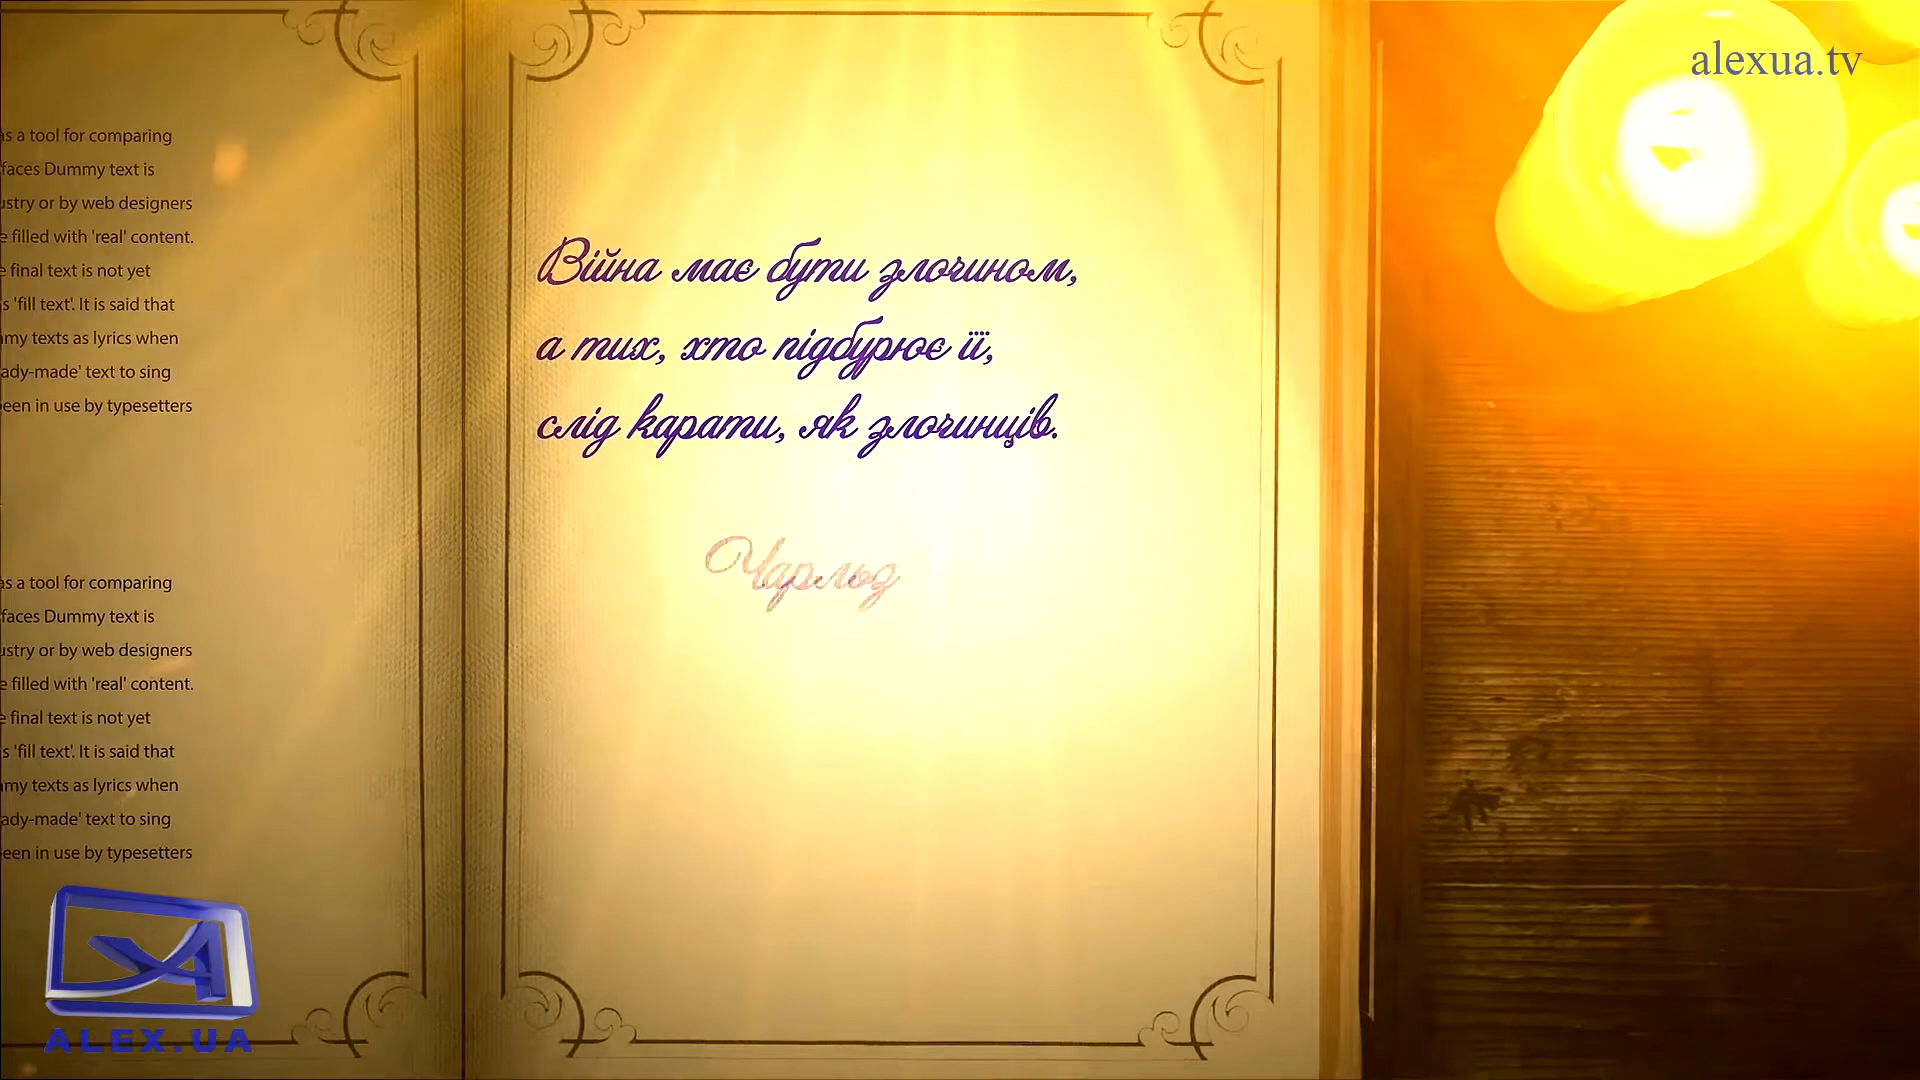 alexua.tv
as a tool for comparing
faces Dummy text is
ustry or by web designers
e filled with 'real' content.
e final text is not yet
s 'fill text'. It is said that
my texts as lyrics when
ady-made' text to sing
een in use by typesetters
Війна має бути злочином,
а тих, хто підбурює її,
слід карати, як злочинців.
Чарльз
as a tool for comparing
faces Dummy text is
ustry or by web designers
e filled with 'real' content.
e final text is not yet
s 'fill text'. It is said that
my texts as lyrics when
ady-made' text to sing
een in use by typesetters
ALEX.UA